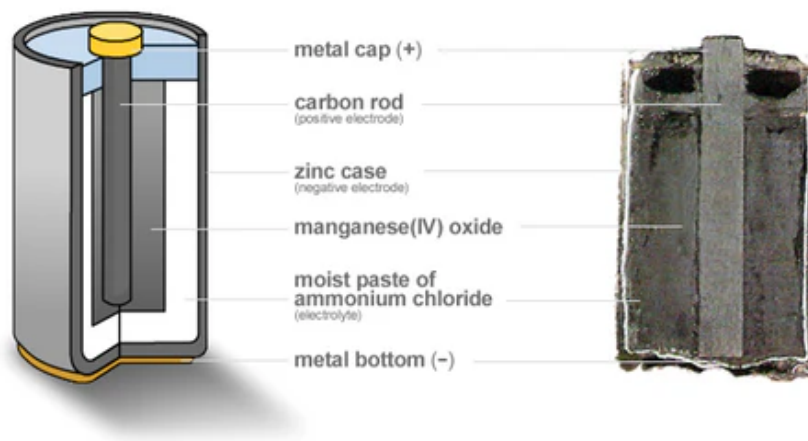 metal cap (+)
carbon rod
(positive electrode)
zinc case
(negative electrode)
manganese(IV) oxide
moist paste of
ammonium chloride
(electrolyte)
metal bottom (−)